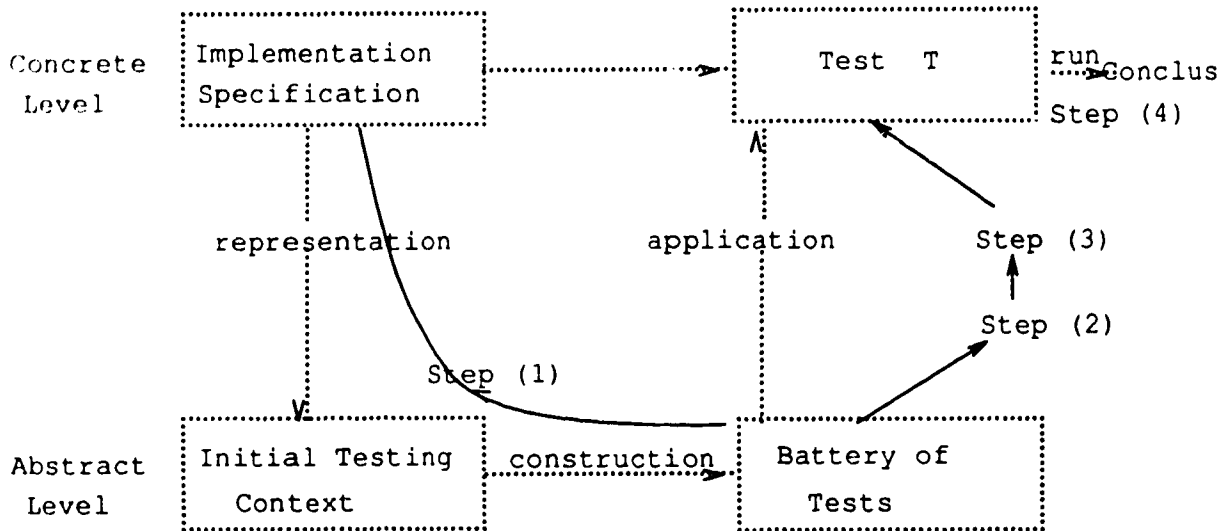 Concrete
Level
Implementation
Specification
Test T
run
Conclus
Step (4)
representation
application
Step (3)
Step (2)
Step (1)
Abstract
Level
Initial Testing
Context
construction
Battery of
Tests